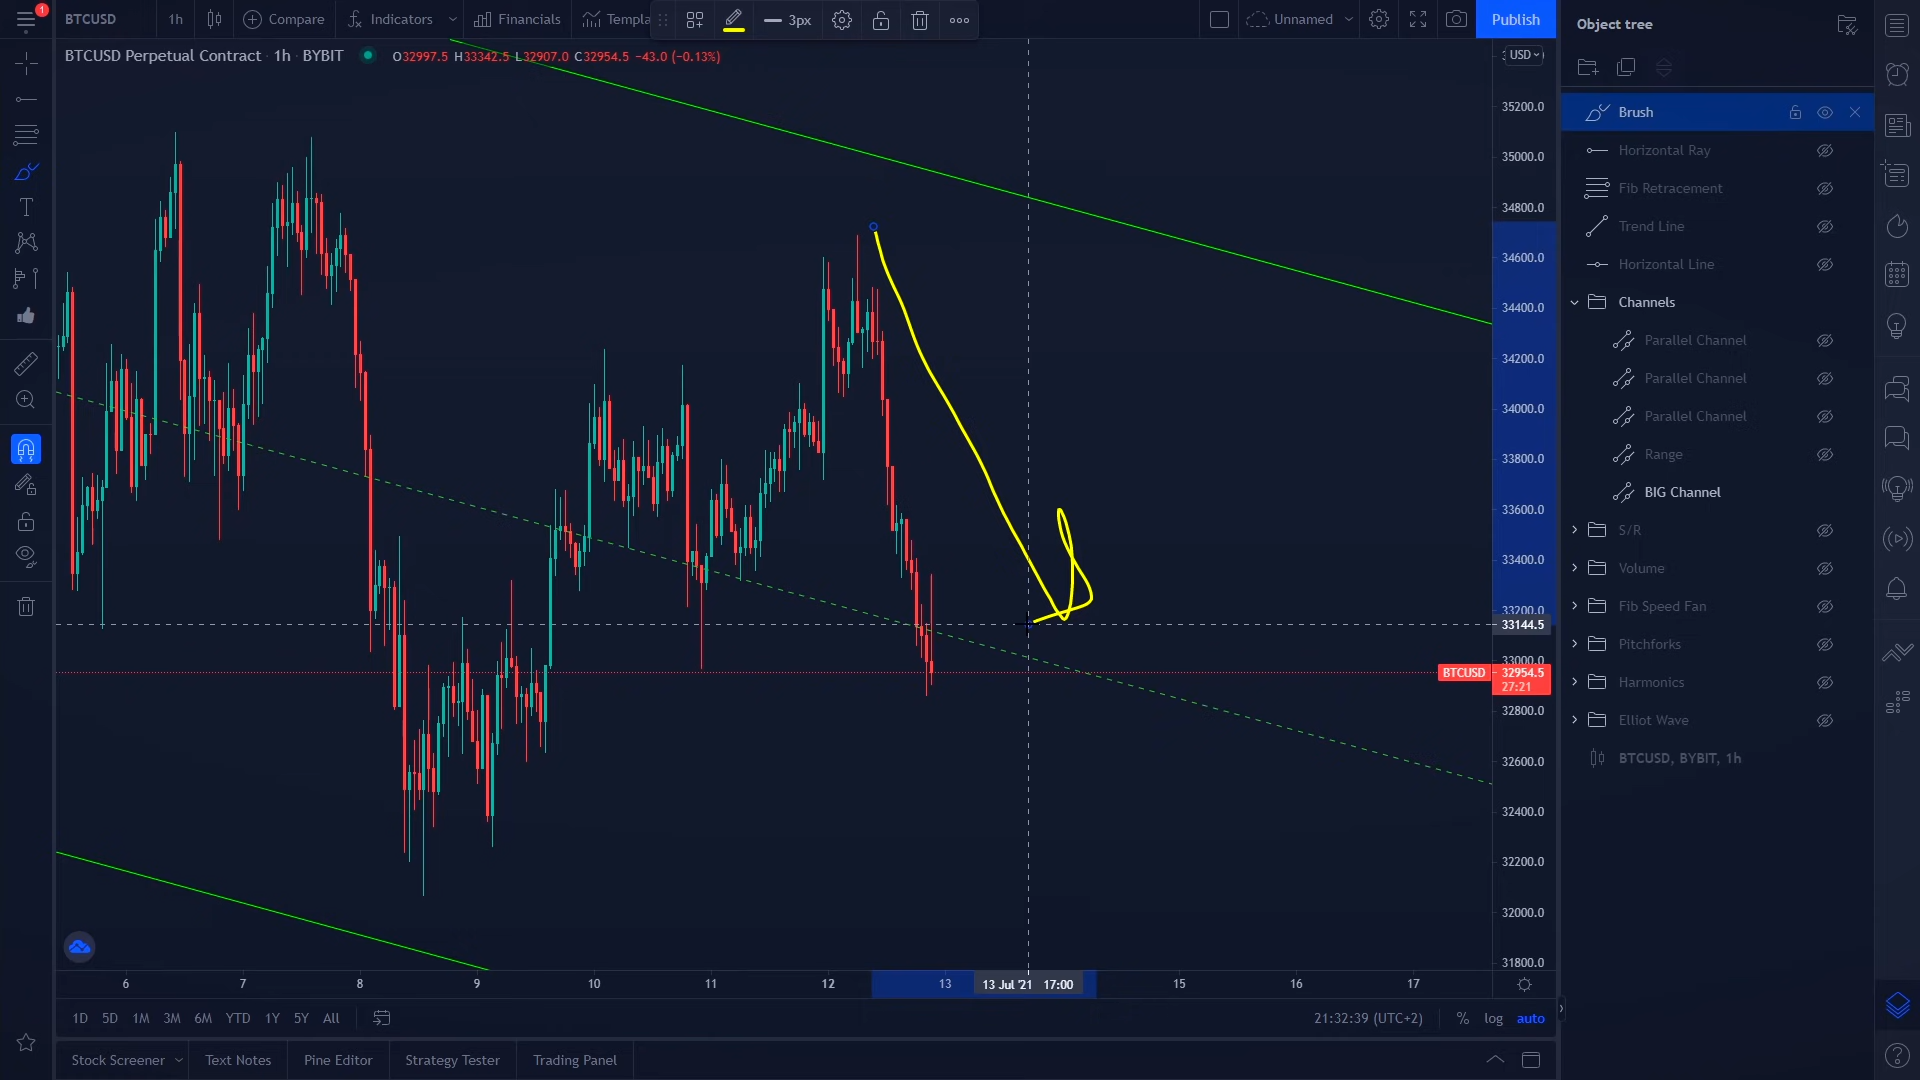 BTCUSD 1h Compare Indicators Financials Templa 3px Unnamed Publish
Object tree
BTCUSD Perpetual Contract · 1h · BYBIT O32997.5 H33342.5 L32907.0 C32954.5 −43.0 (−0.13%)
USD
35200.0
35000.0
34800.0
34600.0
34400.0
34200.0
34000.0
33800.0
33600.0
33400.0
33200.0
33144.5
33000.0
BTCUSD 32954.5
27:21
32800.0
32600.0
32400.0
32200.0
32000.0
31800.0
6 7 8 9 10 11 12 13 13 Jul '21 17:00 15 16 17
1D 5D 1M 3M 6M YTD 1Y 5Y All 21:32:39 (UTC+2) % log auto
Stock Screener Text Notes Pine Editor Strategy Tester Trading Panel
Brush
Horizontal Ray
Fib Retracement
Trend Line
Horizontal Line
Channels
Parallel Channel
Parallel Channel
Parallel Channel
Range
BIG Channel
S/R
Volume
Fib Speed Fan
Pitchforks
Harmonics
Elliot Wave
BTCUSD, BYBIT, 1h